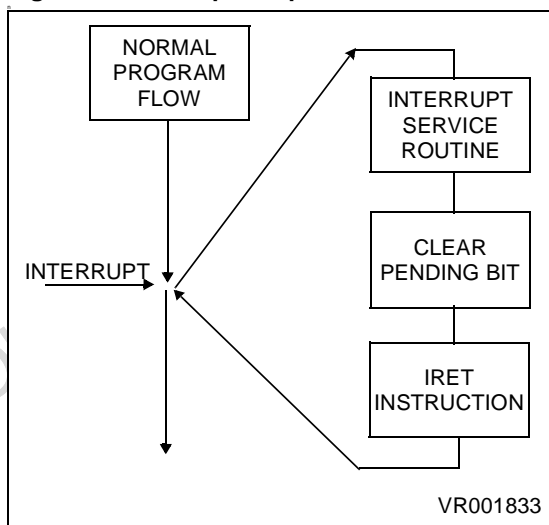 NORMAL
PROGRAM
FLOW
INTERRUPT
SERVICE
ROUTINE
INTERRUPT
CLEAR
PENDING BIT
IRET
INSTRUCTION
VR001833